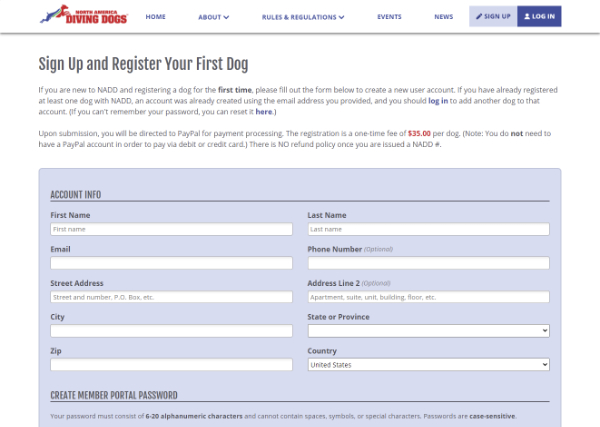 NORTH AMERICA
DIVING DOGS
HOME
ABOUT
RULES & REGULATIONS
EVENTS
NEWS
SIGN UP
LOG IN
Sign Up and Register Your First Dog
If you are new to NADD and registering a dog for the first time, please fill out the form below to create a new user account. If you have already registered
at least one dog with NADD, an account was already created using the email address you provided, and you should log in to add another dog to that
account. (If you can't remember your password, you can reset it here.)
Upon submission, you will be directed to PayPal for payment processing. The registration is a one-time fee of $35.00 per dog. (Note: You do not need to
have a PayPal account in order to pay via debit or credit card.) There is NO refund policy once you are issued a NADD #.
ACCOUNT INFO
First Name
First name
Last Name
Last name
Email
Phone Number (Optional)
Street Address
Street and number, P.O. Box, etc.
Address Line 2 (Optional)
Apartment, suite, unit, building, floor, etc.
City
State or Province
Zip
Country
United States
CREATE MEMBER PORTAL PASSWORD
Your password must consist of 6-20 alphanumeric characters and cannot contain spaces, symbols, or special characters. Passwords are case-sensitive.